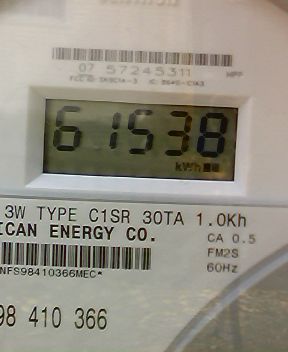 07 57245311
61538
kWh
3W TYPE C1SR 30TA 1.0Kh
ICAN ENERGY CO.
CA 0.5
FM2S
60Hz
NFS98410366MEC*
98 410 366